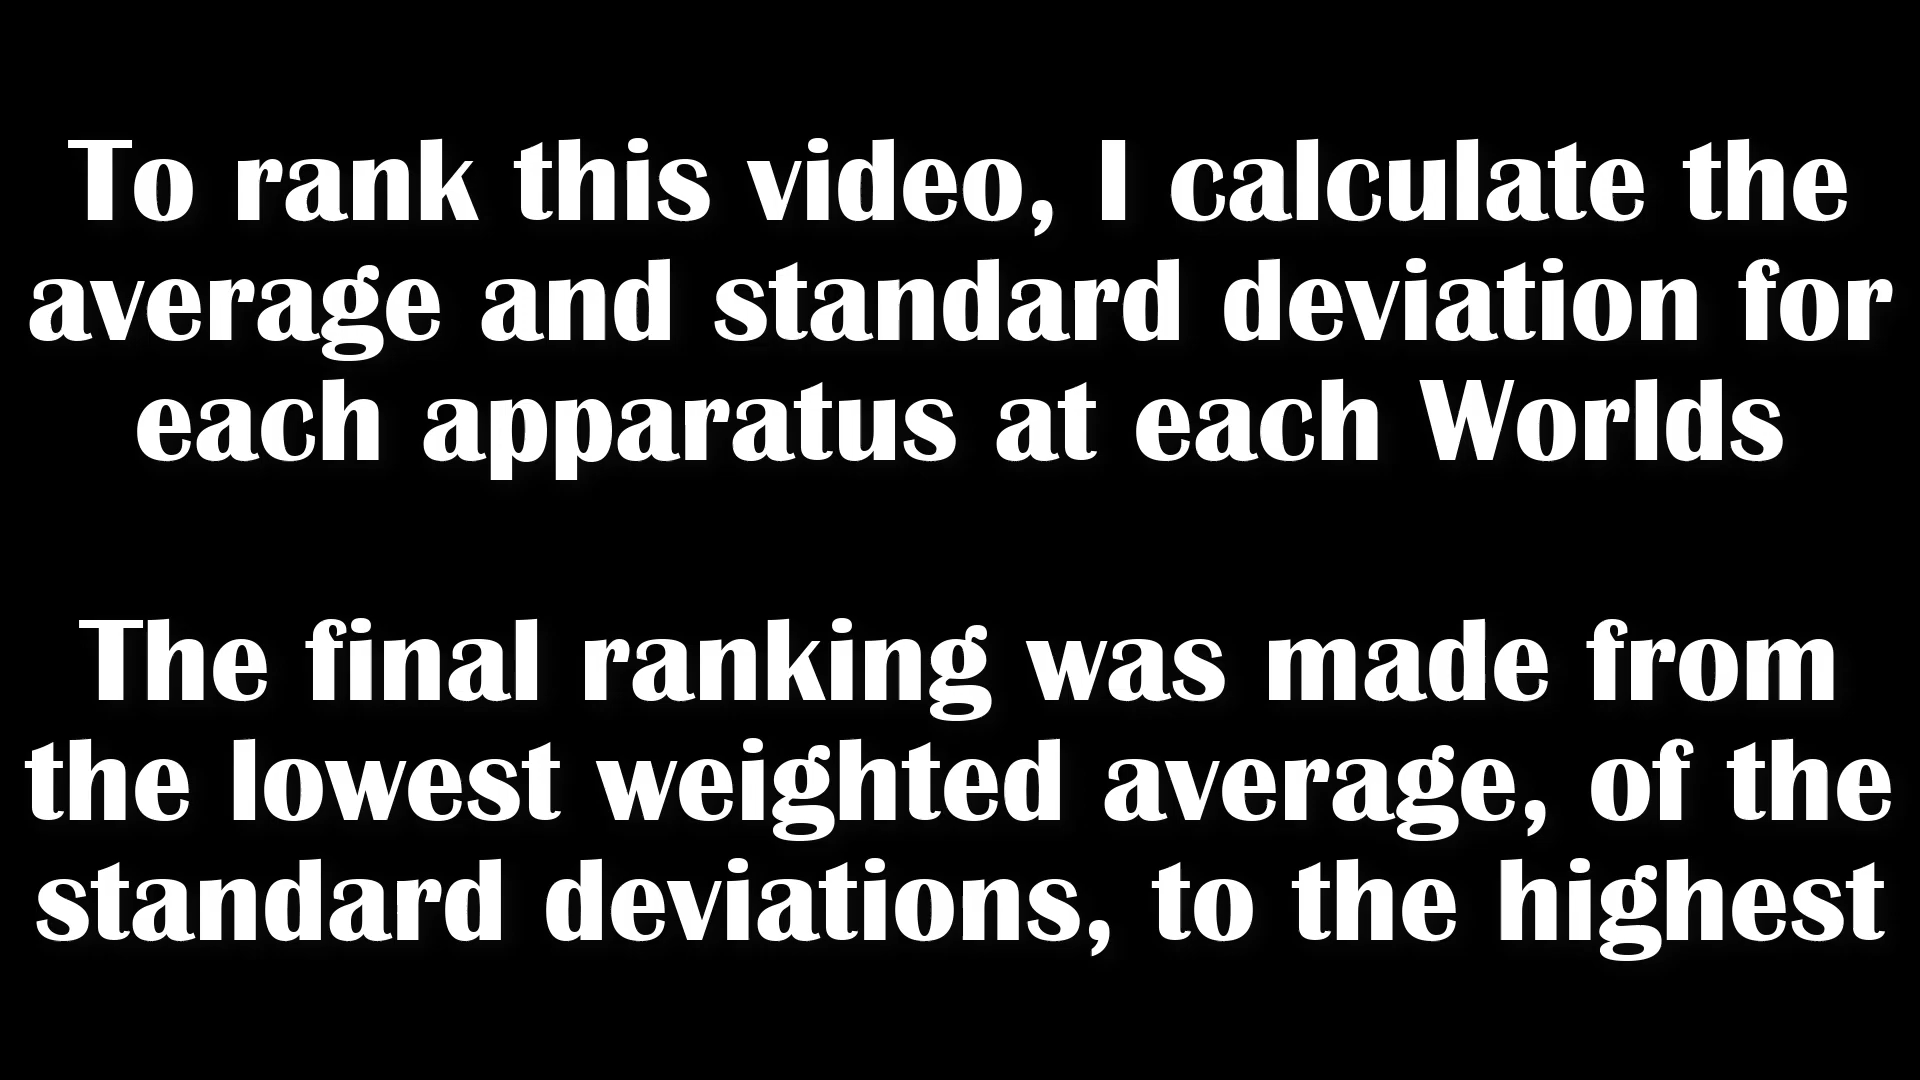 To rank this video, I calculate the
average and standard deviation for
each apparatus at each Worlds
The final ranking was made from
the lowest weighted average, of the
standard deviations, to the highest